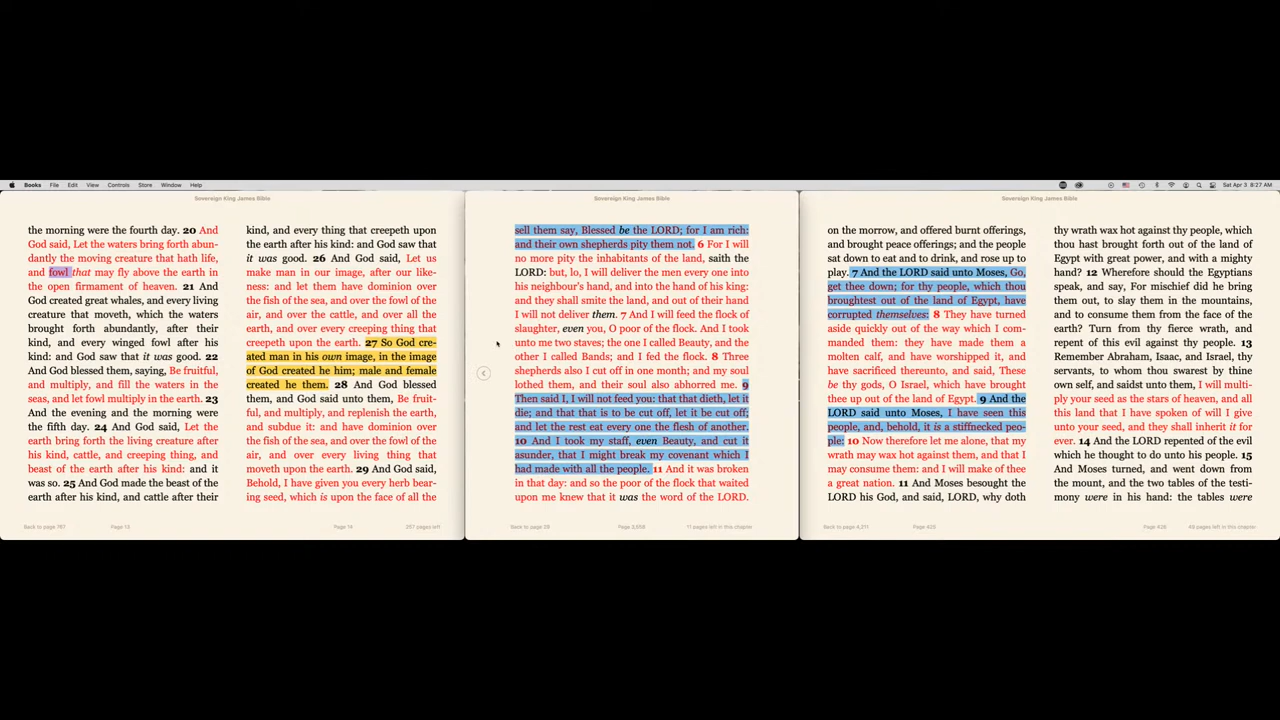 Books File Edit View Controls Store Window Help
Sat Apr 3 8:27 AM
Sovereign King James Bible
the morning were the fourth day. 20 And
God said, Let the waters bring forth abun-
dantly the moving creature that hath life,
and fowl that may fly above the earth in
the open firmament of heaven. 21 And
God created great whales, and every living
creature that moveth, which the waters
brought forth abundantly, after their
kind, and every winged fowl after his
kind: and God saw that it was good. 22
And God blessed them, saying, Be fruitful,
and multiply, and fill the waters in the
seas, and let fowl multiply in the earth. 23
And the evening and the morning were
the fifth day. 24 And God said, Let the
earth bring forth the living creature after
his kind, cattle, and creeping thing, and
beast of the earth after his kind: and it
was so. 25 And God made the beast of the
earth after his kind, and cattle after their
Back to page 767
Page 13
kind, and every thing that creepeth upon
the earth after his kind: and God saw that
it was good. 26 And God said, Let us
make man in our image, after our like-
ness: and let them have dominion over
the fish of the sea, and over the fowl of the
air, and over the cattle, and over all the
earth, and over every creeping thing that
creepeth upon the earth. 27 So God cre-
ated man in his own image, in the image
of God created he him; male and female
created he them. 28 And God blessed
them, and God said unto them, Be fruit-
ful, and multiply, and replenish the earth,
and subdue it: and have dominion over
the fish of the sea, and over the fowl of the
air, and over every living thing that
moveth upon the earth. 29 And God said,
Behold, I have given you every herb bear-
ing seed, which is upon the face of all the
Page 14
257 pages left
Sovereign King James Bible
sell them say, Blessed be the LORD; for I am rich:
and their own shepherds pity them not. 6 For I will
no more pity the inhabitants of the land, saith the
LORD: but, lo, I will deliver the men every one into
his neighbour's hand, and into the hand of his king:
and they shall smite the land, and out of their hand
I will not deliver them. 7 And I will feed the flock of
slaughter, even you, O poor of the flock. And I took
unto me two staves; the one I called Beauty, and the
other I called Bands; and I fed the flock. 8 Three
shepherds also I cut off in one month; and my soul
lothed them, and their soul also abhorred me. 9
Then said I, I will not feed you: that that dieth, let it
die; and that that is to be cut off, let it be cut off;
and let the rest eat every one the flesh of another.
10 And I took my staff, even Beauty, and cut it
asunder, that I might break my covenant which I
had made with all the people. 11 And it was broken
in that day: and so the poor of the flock that waited
upon me knew that it was the word of the LORD.
Back to page 29
11 pages left in this chapter
Sovereign King James Bible
on the morrow, and offered burnt offerings,
and brought peace offerings; and the people
sat down to eat and to drink, and rose up to
play. 7 And the LORD said unto Moses, Go,
get thee down; for thy people, which thou
broughtest out of the land of Egypt, have
corrupted themselves: 8 They have turned
aside quickly out of the way which I com-
manded them: they have made them a
molten calf, and have worshipped it, and
have sacrificed thereunto, and said, These
be thy gods, O Israel, which have brought
thee up out of the land of Egypt. 9 And the
LORD said unto Moses, I have seen this
people, and, behold, it is a stiffnecked peo-
ple: 10 Now therefore let me alone, that my
wrath may wax hot against them, and that I
may consume them: and I will make of thee
a great nation. 11 And Moses besought the
LORD his God, and said, LORD, why doth
Back to page 4,211
Page 425
thy wrath wax hot against thy people, which
thou hast brought forth out of the land of
Egypt with great power, and with a mighty
hand? 12 Wherefore should the Egyptians
speak, and say, For mischief did he bring
them out, to slay them in the mountains,
and to consume them from the face of the
earth? Turn from thy fierce wrath, and
repent of this evil against thy people. 13
Remember Abraham, Isaac, and Israel, thy
servants, to whom thou swarest by thine
own self, and saidst unto them, I will multi-
ply your seed as the stars of heaven, and all
this land that I have spoken of will I give
unto your seed, and they shall inherit it for
ever. 14 And the LORD repented of the evil
which he thought to do unto his people. 15
And Moses turned, and went down from
the mount, and the two tables of the testi-
mony were in his hand: the tables were
Page 426
48 pages left in this chapter